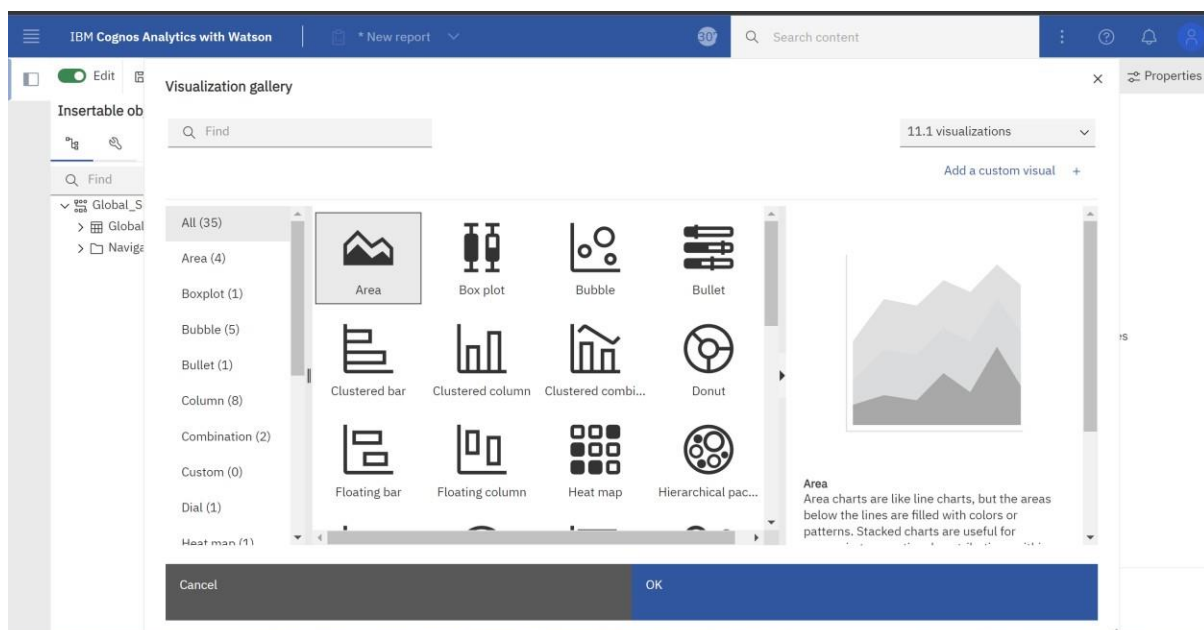 IBM Cognos Analytics with Watson
* New report
307
Search content
Edit
Properties
Insertable ob
Find
Global_S
Global
Naviga
Visualization gallery
Find
11.1 visualizations
Add a custom visual +
All (35)
Area (4)
Boxplot (1)
Bubble (5)
Bullet (1)
Column (8)
Combination (2)
Custom (0)
Dial (1)
Heat map (1)
Area
Box plot
Bubble
Bullet
Clustered bar
Clustered column
Clustered combi...
Donut
Floating bar
Floating column
Heat map
Hierarchical pac...
Area
Area charts are like line charts, but the areas
below the lines are filled with colors or
patterns. Stacked charts are useful for
es
Cancel
OK